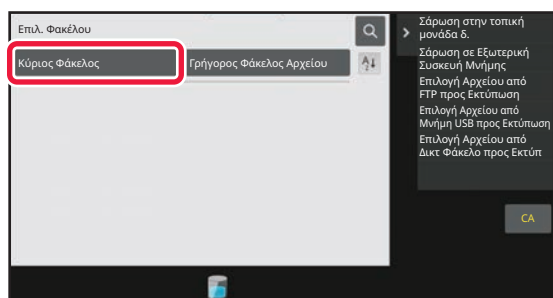 Επιλ. Φακέλου
Κύριος Φάκελος
Γρήγορος Φάκελος Αρχείου
Σάρωση στην τοπική
μονάδα δ.
Σάρωση σε Εξωτερική
Συσκευή Μνήμης
Επιλογή Αρχείου από
FTP προς Εκτύπωση
Επιλογή Αρχείου από
Μνήμη USB προς Εκτύπωση
Επιλογή Αρχείου από
Δικτ Φάκελο προς Εκτύπ
CA